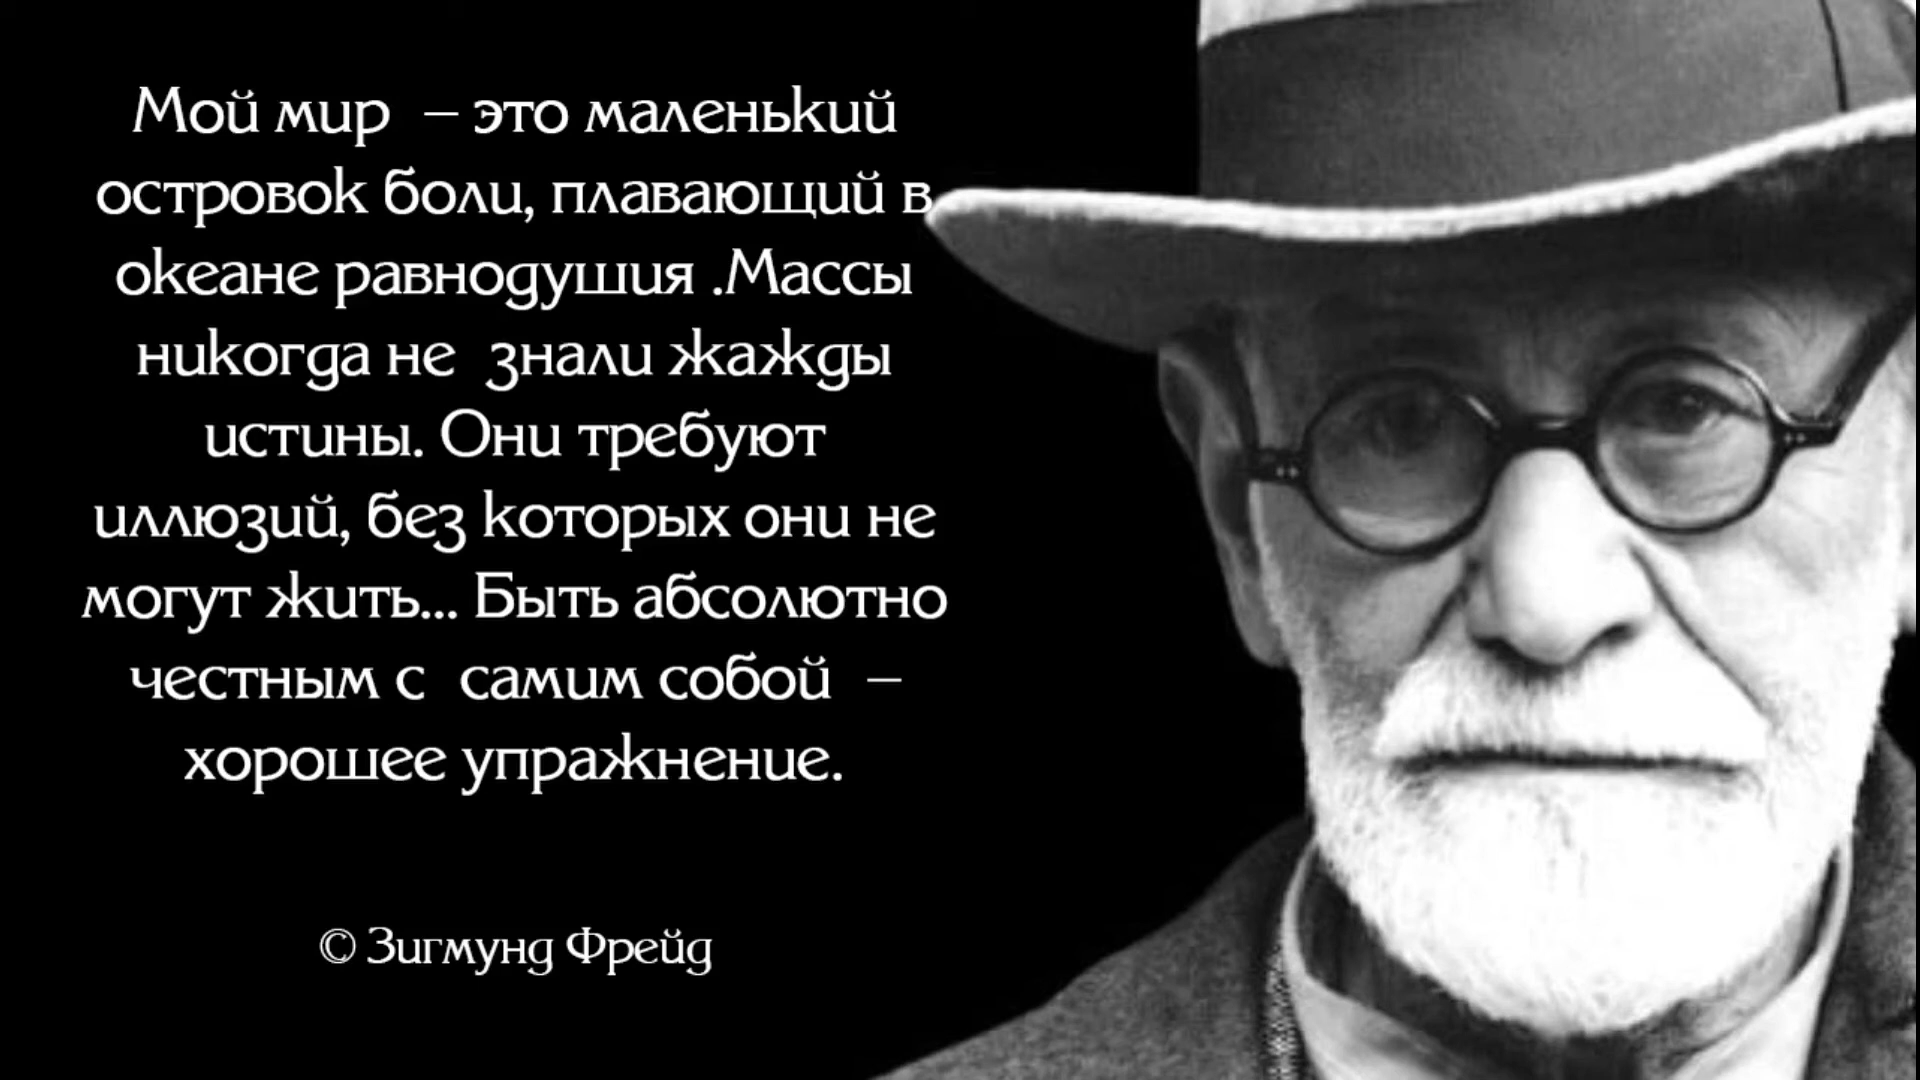 Мой мир – это маленький
островок боли, плавающий в
океане равнодушия .Массы
никогда не знали жажды
истины. Они требуют
иллюзий, без которых они не
могут жить... Быть абсолютно
честным с самим собой –
хорошее упражнение.
© Зигмунд Фрейд